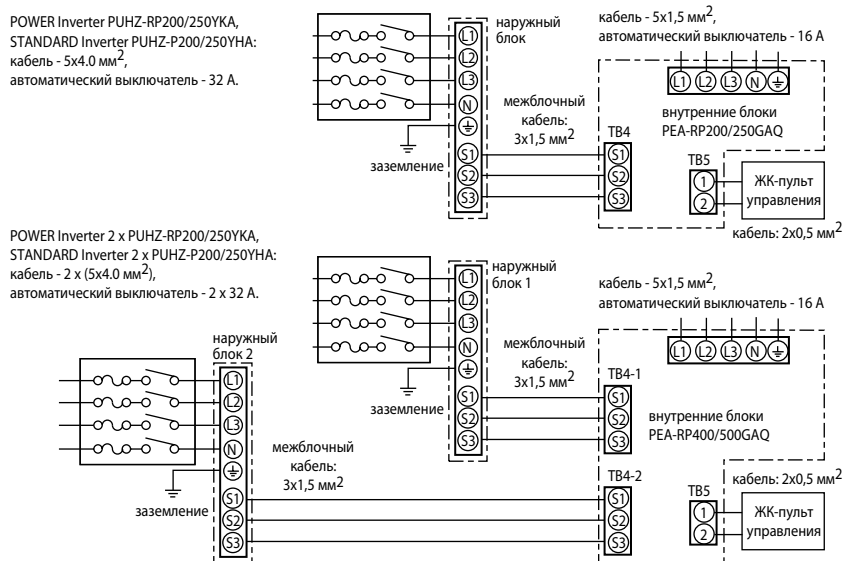 POWER Inverter PUHZ-RP200/250YKA,
STANDARD Inverter PUHZ-P200/250YHA:
кабель - 5x4.0 мм2,
автоматический выключатель - 32 А.
наружный
блок
L1
L2
L3
N
S1
S2
S3
заземление
межблочный
кабель:
3x1,5 мм2
кабель - 5x1,5 мм2,
автоматический выключатель - 16 А
L1 L2 L3 N
внутренние блоки
PEA-RP200/250GAQ
TB4
S1
S2
S3
TB5
1
2
ЖК-пульт
управления
кабель: 2x0,5 мм2
POWER Inverter 2 x PUHZ-RP200/250YKA,
STANDARD Inverter 2 x PUHZ-P200/250YHA:
кабель - 2 x (5x4.0 мм2),
автоматический выключатель - 2 x 32 А.
наружный
блок 1
L1
L2
L3
N
S1
S2
S3
заземление
межблочный
кабель:
3x1,5 мм2
кабель - 5x1,5 мм2,
автоматический выключатель - 16 А
L1 L2 L3 N
TB4-1
S1
S2
S3
внутренние блоки
PEA-RP400/500GAQ
наружный
блок 2
L1
L2
L3
N
S1
S2
S3
заземление
межблочный
кабель:
3x1,5 мм2
TB4-2
S1
S2
S3
TB5
1
2
кабель: 2x0,5 мм2
ЖК-пульт
управления